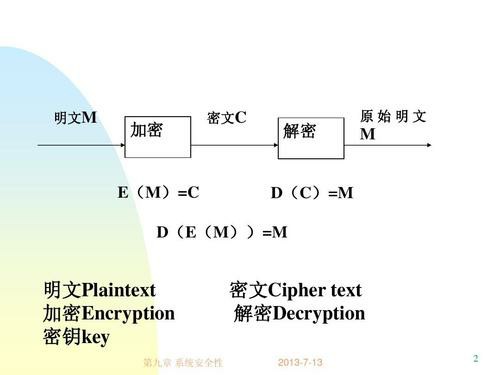 明文M
加密
密文C
解密
原始明文
M
E（M）=C
D（C）=M
D（E（M））=M
明文Plaintext
密文Cipher text
加密Encryption
解密Decryption
密钥key
第九章 系统安全性
2013-7-13
2